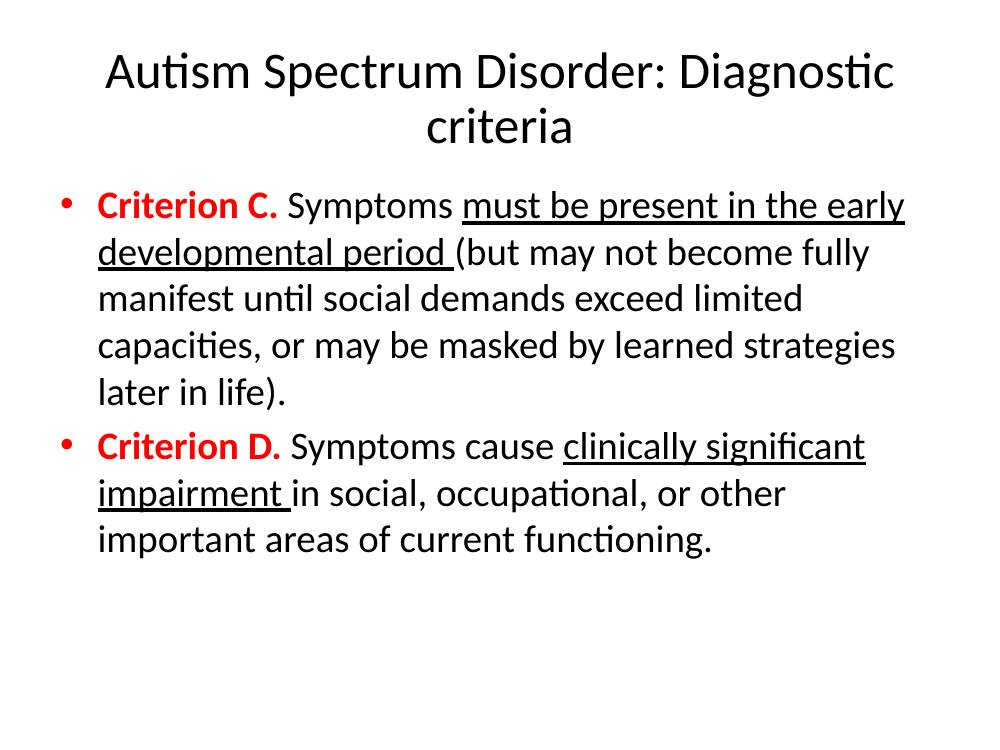 Autism Spectrum Disorder: Diagnostic
criteria
• Criterion C. Symptoms must be present in the early
developmental period (but may not become fully
manifest until social demands exceed limited
capacities, or may be masked by learned strategies
later in life).
• Criterion D. Symptoms cause clinically significant
impairment in social, occupational, or other
important areas of current functioning.